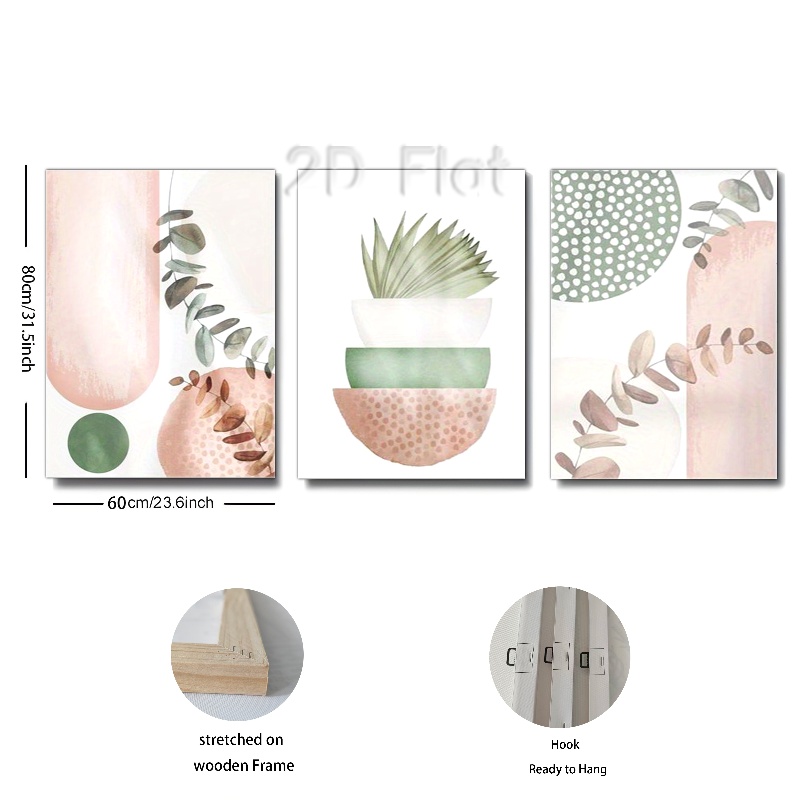 2D Flat
80cm/31.5inch
60cm/23.6inch
stretched on
wooden Frame
Hook
Ready to Hang